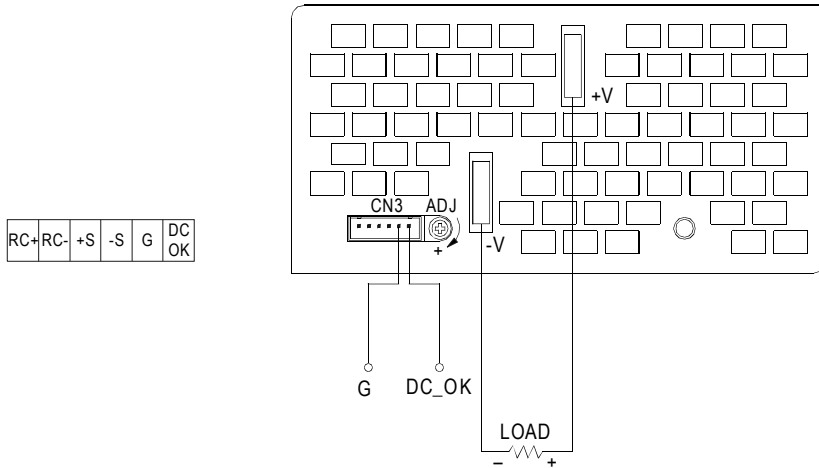 +V
CN3 ADJ
RC+ RC- +S -S G DC OK
+
-V
G DC_OK
LOAD
– +